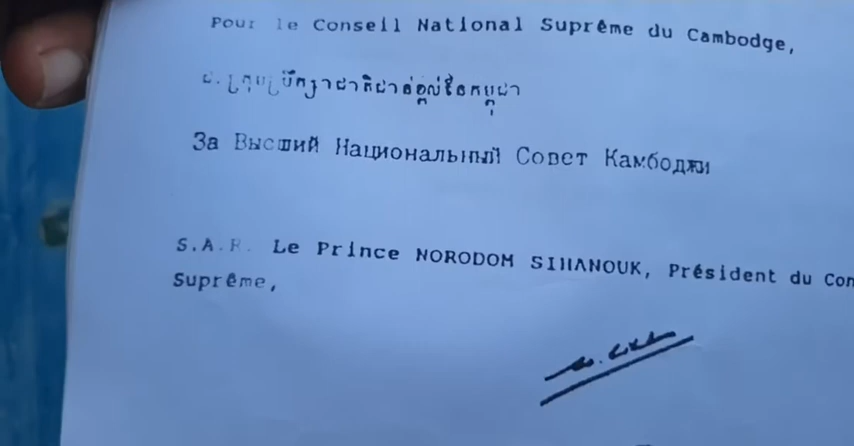 Pour le Conseil National Suprême du Cambodge,
ជ. ក្រុមប្រឹក្សាជាតិជាន់ខ្ពស់នៃកម្ពុជា
За Высший Национальный Совет Камбоджи
S.A.R. Le Prince NORODOM SIHANOUK, Président du Con
Suprême,